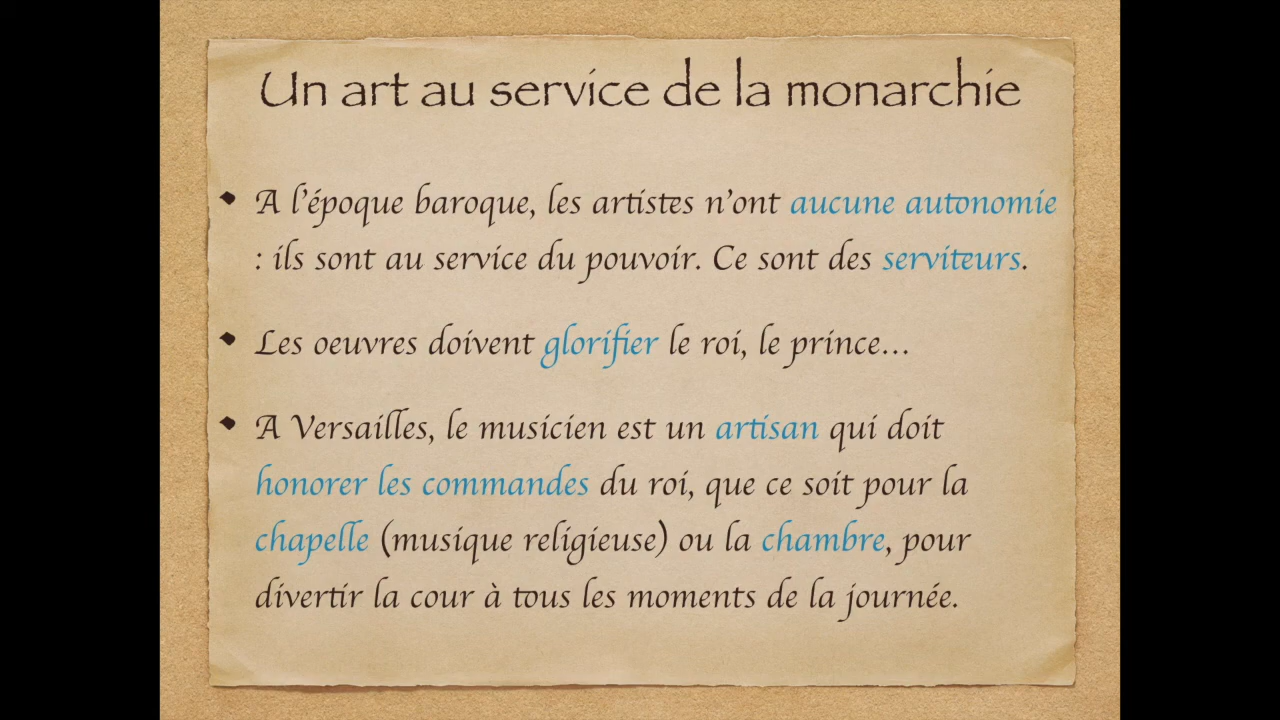 Un art au service de la monarchie
• A l'époque baroque, les artistes n'ont aucune autonomie
: ils sont au service du pouvoir. Ce sont des serviteurs.
• Les oeuvres doivent glorifier le roi, le prince…
• A Versailles, le musicien est un artisan qui doit
honorer les commandes du roi, que ce soit pour la
chapelle (musique religieuse) ou la chambre, pour
divertir la cour à tous les moments de la journée.